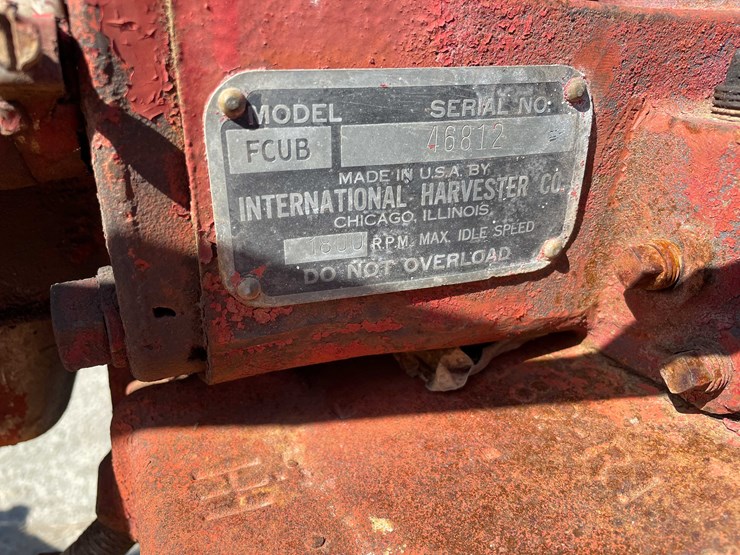 MODEL SERIAL NO.
FCUB 46812
MADE IN U.S.A. BY
INTERNATIONAL HARVESTER CO.
CHICAGO, ILLINOIS
1800 R.P.M. MAX. IDLE SPEED
DO NOT OVERLOAD